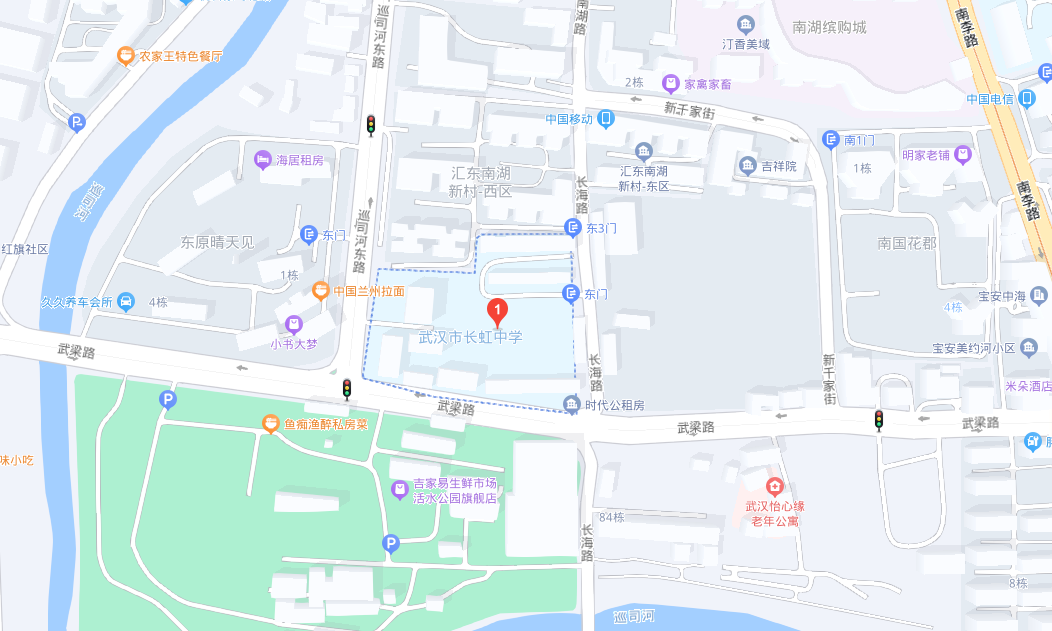 南湖路
南李路
巡司河东路
汀香美域
南湖缤购城
农家王特色餐厅
2栋
家禽家畜
中国电信
新千家街
中国移动
南1门
明家老铺
海居租房
汇东南湖
新村-西区
汇东南湖
新村-东区
吉祥院
1栋
长海路
巡司河
南李路
东3门
巡司河东路
东门
红旗社区
东原晴天见
南国花郡
1栋
中国兰州拉面
东门
宝安中海
久久养车会所
4栋
4栋
1
武汉市长虹中学
小书大梦
武梁路
宝安美约河小区
长海路
新千家街
米朵酒店
武梁路
时代公租房
鱼痴渔醉私房菜
武梁路
武梁路
味小吃
吉家易生鲜市场
活水公园旗舰店
武汉怡心缘
老年公寓
84栋
长海路
8栋
巡司河